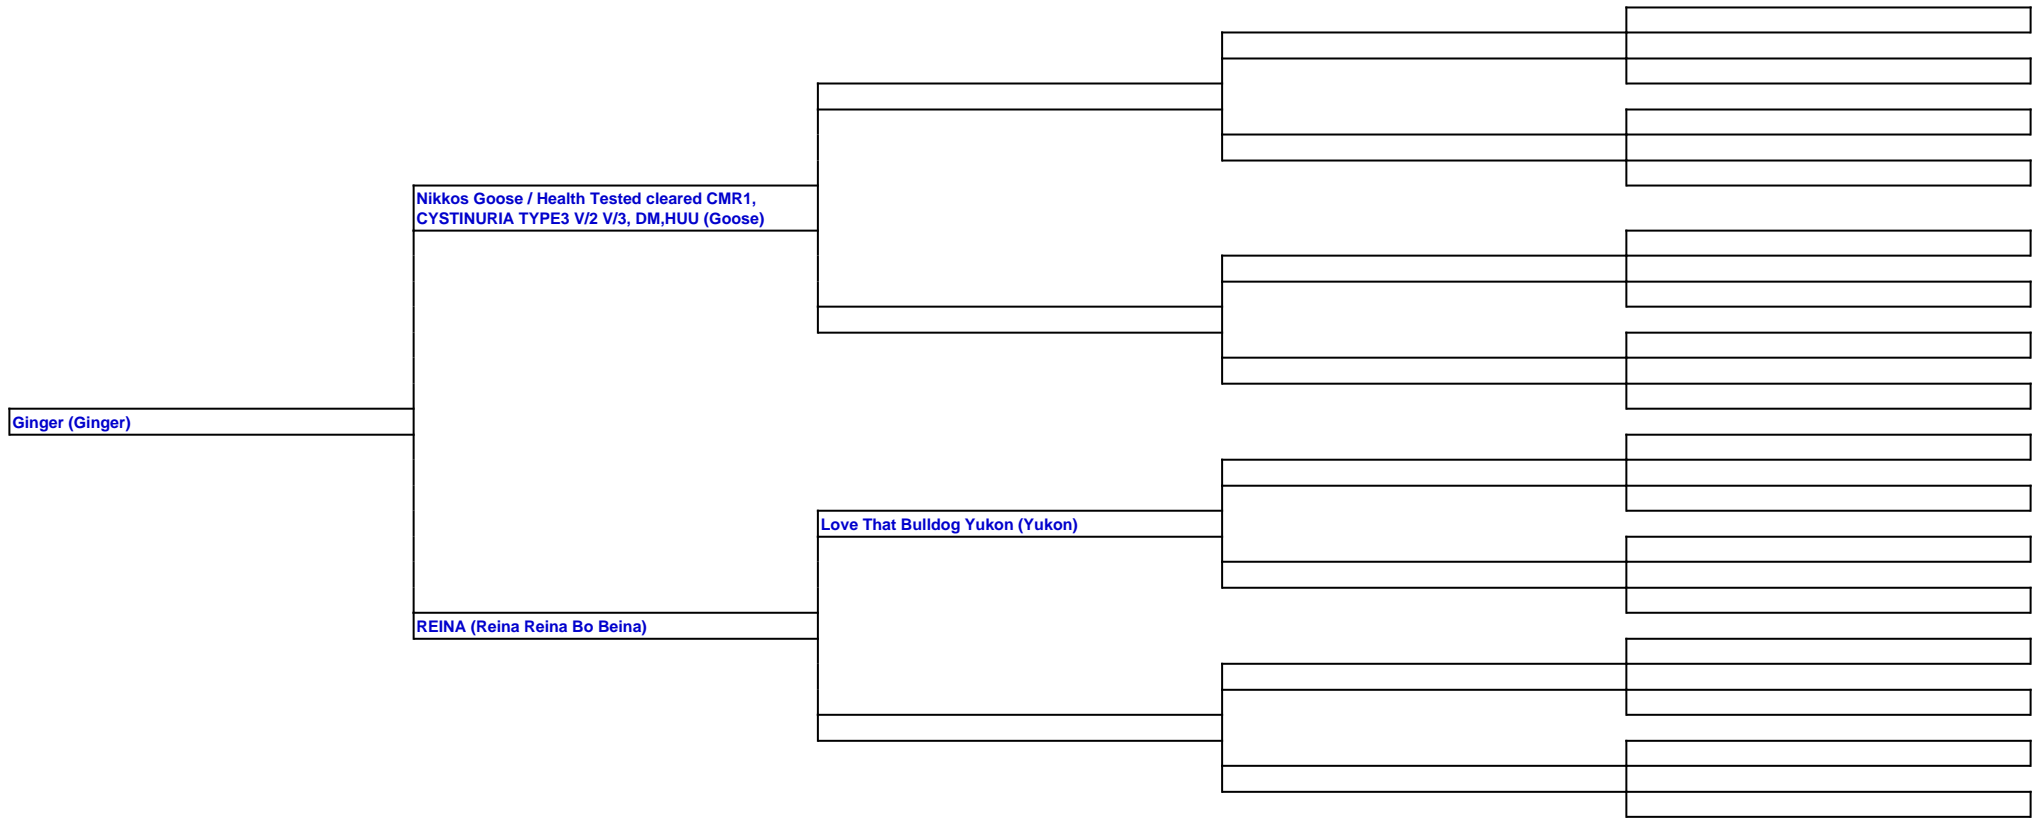 Nikkos Goose / Health Tested cleared CMR1,
CYSTINURIA TYPE3 V/2 V/3, DM,HUU (Goose)
Ginger (Ginger)
Love That Bulldog Yukon (Yukon)
REINA (Reina Reina Bo Beina)